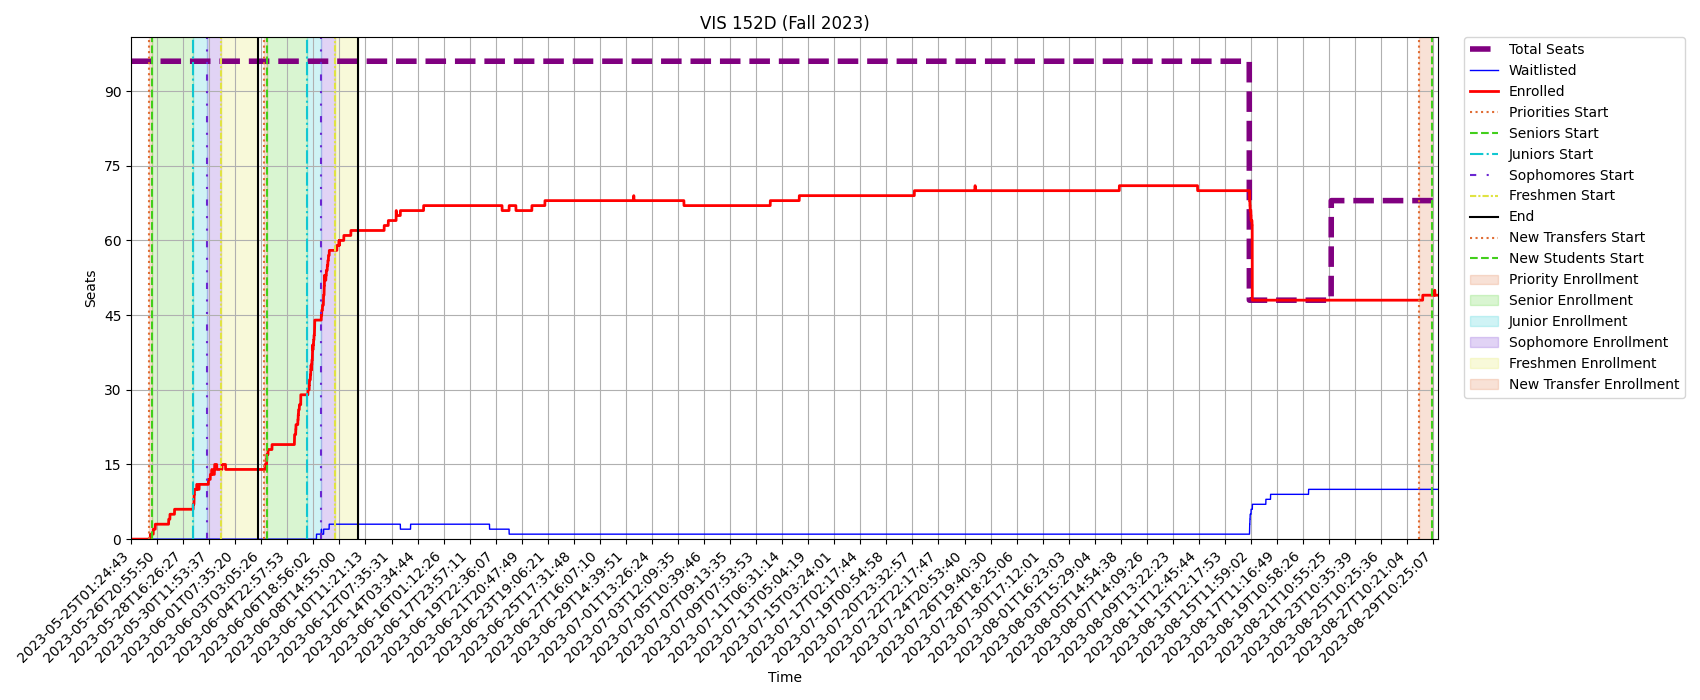 VIS 152D (Fall 2023)
Total Seats
Waitlisted
Enrolled
Priorities Start
Seniors Start
Juniors Start
Sophomores Start
Freshmen Start
End
New Transfers Start
New Students Start
Priority Enrollment
Senior Enrollment
Junior Enrollment
Sophomore Enrollment
Freshmen Enrollment
New Transfer Enrollment
Seats
90
75
60
45
30
15
0
2023-05-25T01:24:43
2023-05-26T20:55:50
2023-05-28T16:26:27
2023-05-30T11:53:37
2023-06-01T07:35:20
2023-06-03T03:05:26
2023-06-04T22:57:53
2023-06-06T18:56:02
2023-06-08T14:55:00
2023-06-10T11:21:13
2023-06-12T07:35:31
2023-06-14T03:34:44
2023-06-16T01:12:26
2023-06-17T23:57:11
2023-06-19T22:36:07
2023-06-21T20:47:49
2023-06-23T19:06:21
2023-06-25T17:31:48
2023-06-27T16:07:10
2023-06-29T14:39:51
2023-07-01T13:26:24
2023-07-03T12:09:35
2023-07-05T10:39:46
2023-07-07T09:13:35
2023-07-09T07:53:53
2023-07-11T06:31:14
2023-07-13T05:04:19
2023-07-15T03:24:01
2023-07-17T02:17:44
2023-07-19T00:54:58
2023-07-20T23:32:57
2023-07-22T22:17:47
2023-07-24T20:53:40
2023-07-26T19:40:30
2023-07-28T18:25:06
2023-07-30T17:12:01
2023-08-01T16:23:03
2023-08-03T15:29:04
2023-08-05T14:54:38
2023-08-07T14:09:26
2023-08-09T13:22:23
2023-08-11T12:45:44
2023-08-13T12:17:53
2023-08-15T11:59:02
2023-08-17T11:16:49
2023-08-19T10:58:26
2023-08-21T10:55:25
2023-08-23T10:35:39
2023-08-25T10:25:36
2023-08-27T10:21:04
2023-08-29T10:25:07
Time